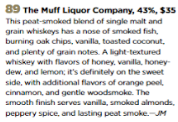 89 The Muff Liquor Company, 43%, $35
This peat-smoked blend of single malt and
grain whiskeys has a nose of smoked fish,
burning oak chips, vanilla, toasted coconut,
and plenty of grain notes. A light-textured
whiskey with flavors of honey, vanilla, honey-
dew, and lemon; it's definitely on the sweet
side, with additional flavors of orange peel,
cinnamon, and gentle woodsmoke. The
smooth finish serves vanilla, smoked almonds,
peppery spice, and lasting peat smoke.—JM